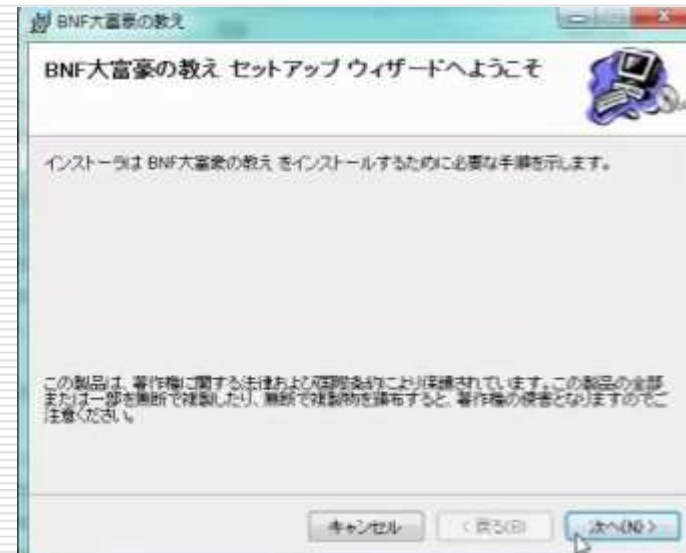 BNF大富豪の教え
BNF大富豪の教え セットアップ ウィザードへようこそ
インストーラは BNF大富豪の教え をインストールするために必要な手順を示します。
この製品は、著作権に関する法律および国際条約により保護されています。この製品の全部
または一部を無断で複製したり、無断で複製物を頒布すると、著作権の侵害となりますのでご
注意ください。
キャンセル
< 戻る(B)
次へ(N) >